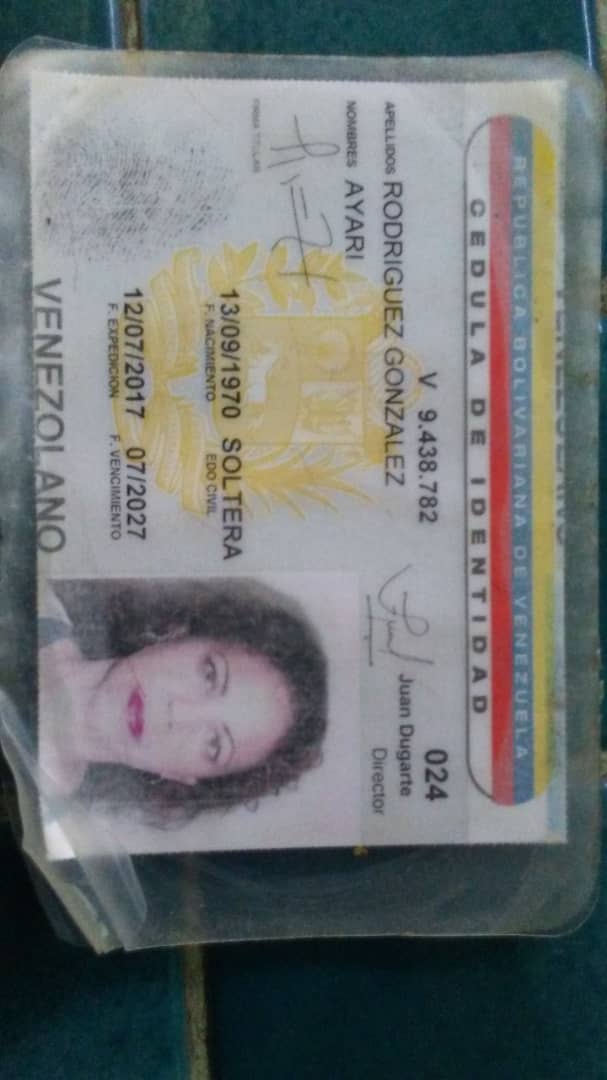 REPUBLICA BOLIVARIANA DE VENEZUELA
CEDULA DE IDENTIDAD
V 9.438.782
024
APELLIDOS RODRIGUEZ GONZALEZ
Juan Dugarte
Director
NOMBRES AYARI
FIRMA TITULAR
13/09/1970 SOLTERA
F. NACIMIENTO EDO CIVIL
12/07/2017 07/2027
F. EXPEDICION F. VENCIMIENTO
VENEZOLANO